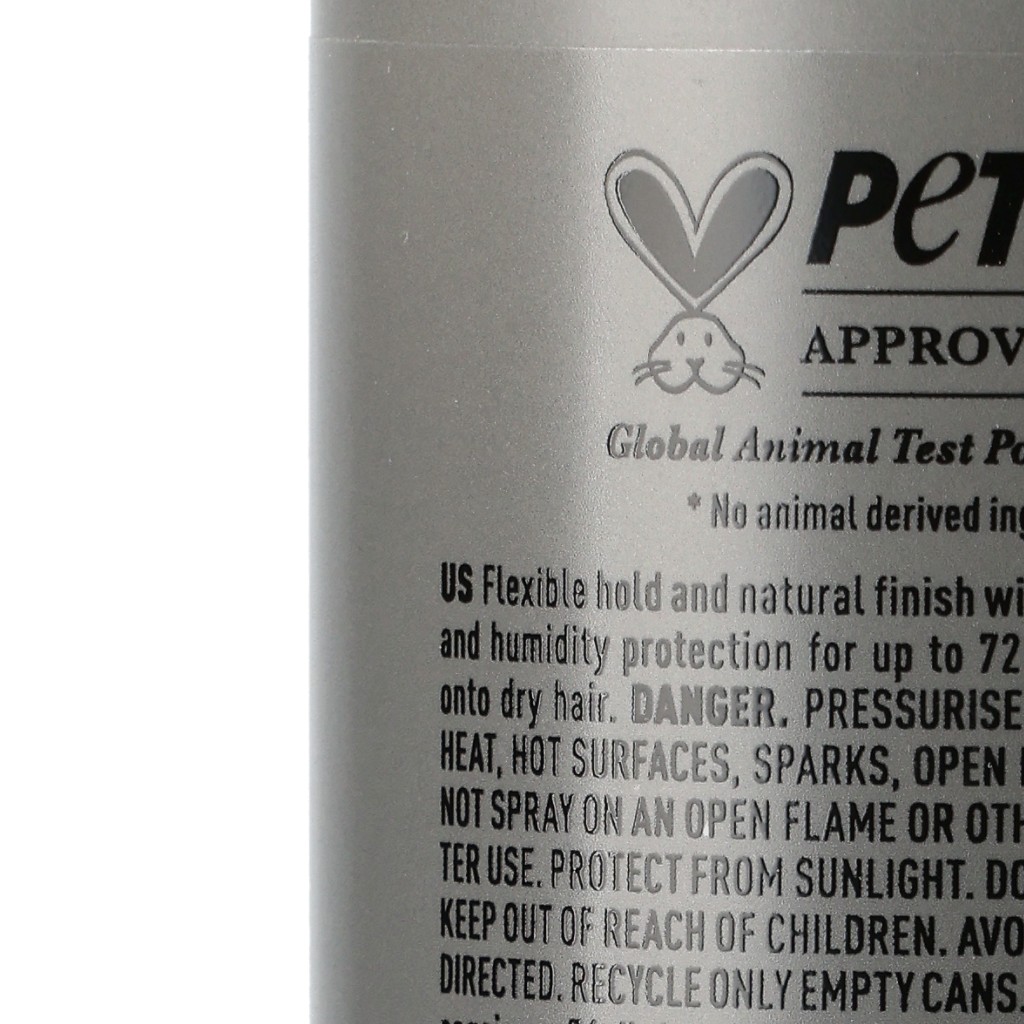 PET
APPROV
Global Animal Test Po
* No animal derived ing
US Flexible hold and natural finish wi
and humidity protection for up to 72
onto dry hair. DANGER. PRESSURISE
HEAT, HOT SURFACES, SPARKS, OPEN
NOT SPRAY ON AN OPEN FLAME OR OTH
TER USE. PROTECT FROM SUNLIGHT. DO
KEEP OUT OF REACH OF CHILDREN. AVO
DIRECTED. RECYCLE ONLY EMPTY CANS.